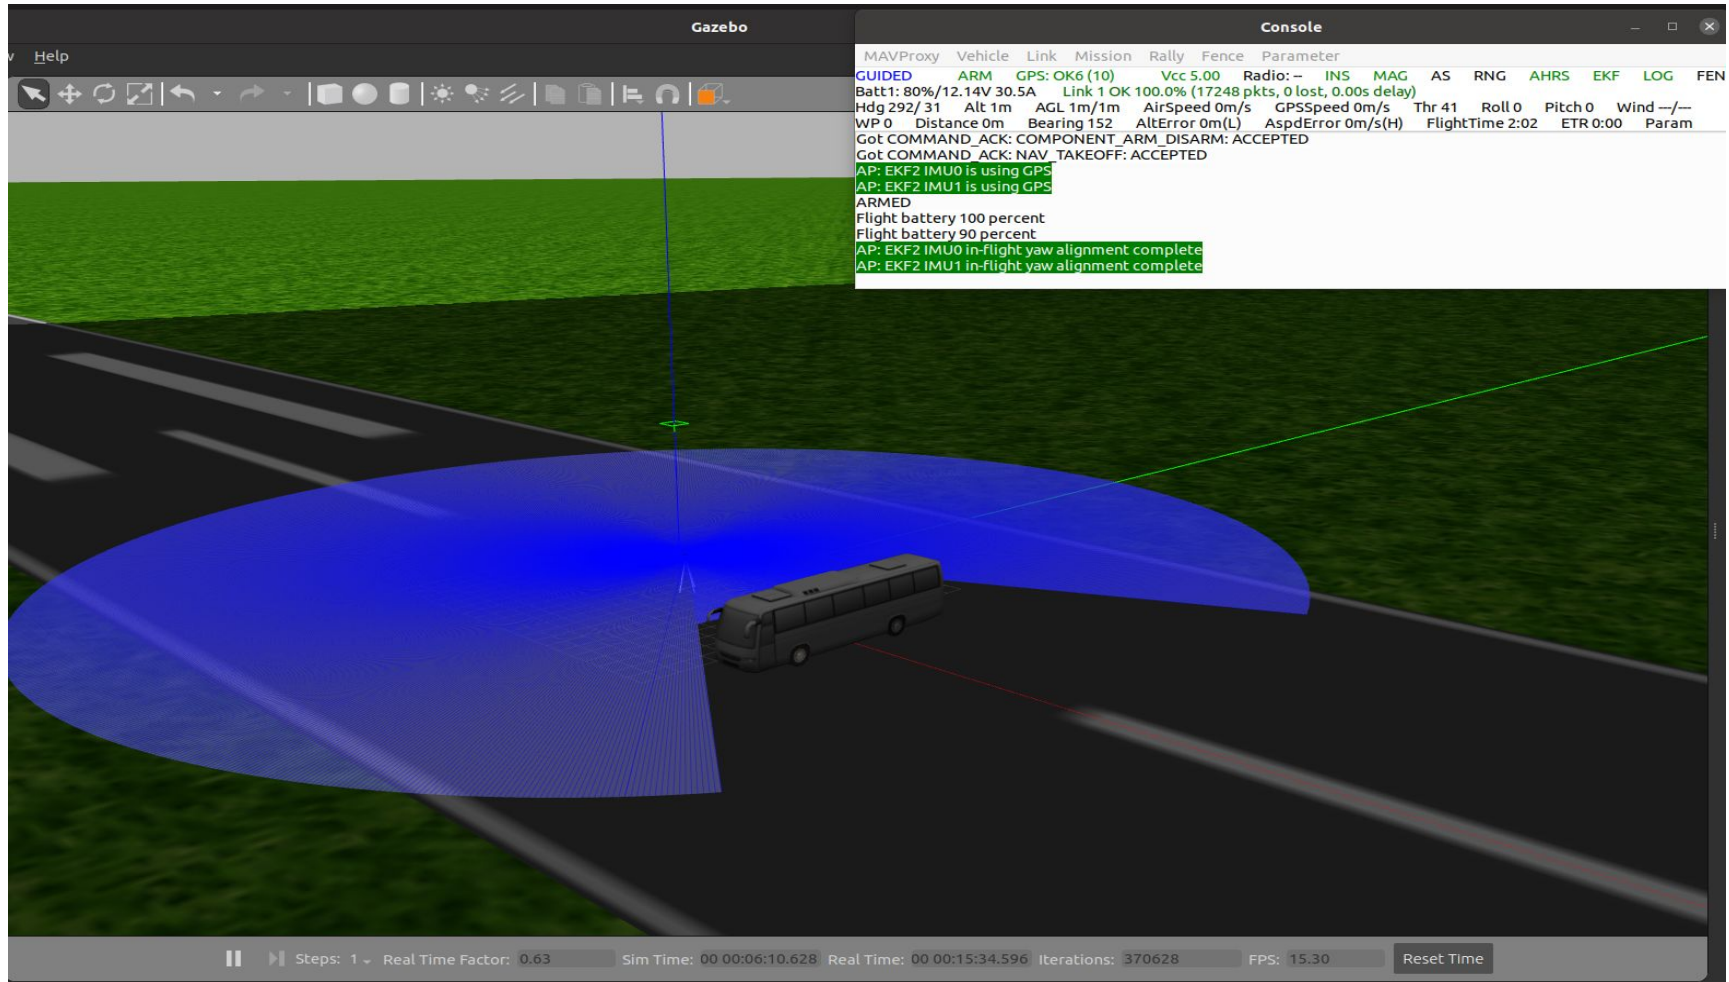 Gazebo
Console
v Help
MAVProxy Vehicle Link Mission Rally Fence Parameter
GUIDED ARM GPS: OK6 (10) Vcc 5.00 Radio: -- INS MAG AS RNG AHRS EKF LOG FEN
Batt1: 80%/12.14V 30.5A Link 1 OK 100.0% (17248 pkts, 0 lost, 0.00s delay)
Hdg 292/ 31 Alt 1m AGL 1m/1m AirSpeed 0m/s GPSSpeed 0m/s Thr 41 Roll 0 Pitch 0 Wind ---/---
WP 0 Distance 0m Bearing 152 AltError 0m(L) AspdError 0m/s(H) FlightTime 2:02 ETR 0:00 Param
Got COMMAND_ACK: COMPONENT_ARM_DISARM: ACCEPTED
Got COMMAND_ACK: NAV_TAKEOFF: ACCEPTED
AP: EKF2 IMU0 is using GPS
AP: EKF2 IMU1 is using GPS
ARMED
Flight battery 100 percent
Flight battery 90 percent
AP: EKF2 IMU0 in-flight yaw alignment complete
AP: EKF2 IMU1 in-flight yaw alignment complete
Steps: 1 Real Time Factor: 0.63 Sim Time: 00 00:06:10.628 Real Time: 00 00:15:34.596 Iterations: 370628 FPS: 15.30 Reset Time